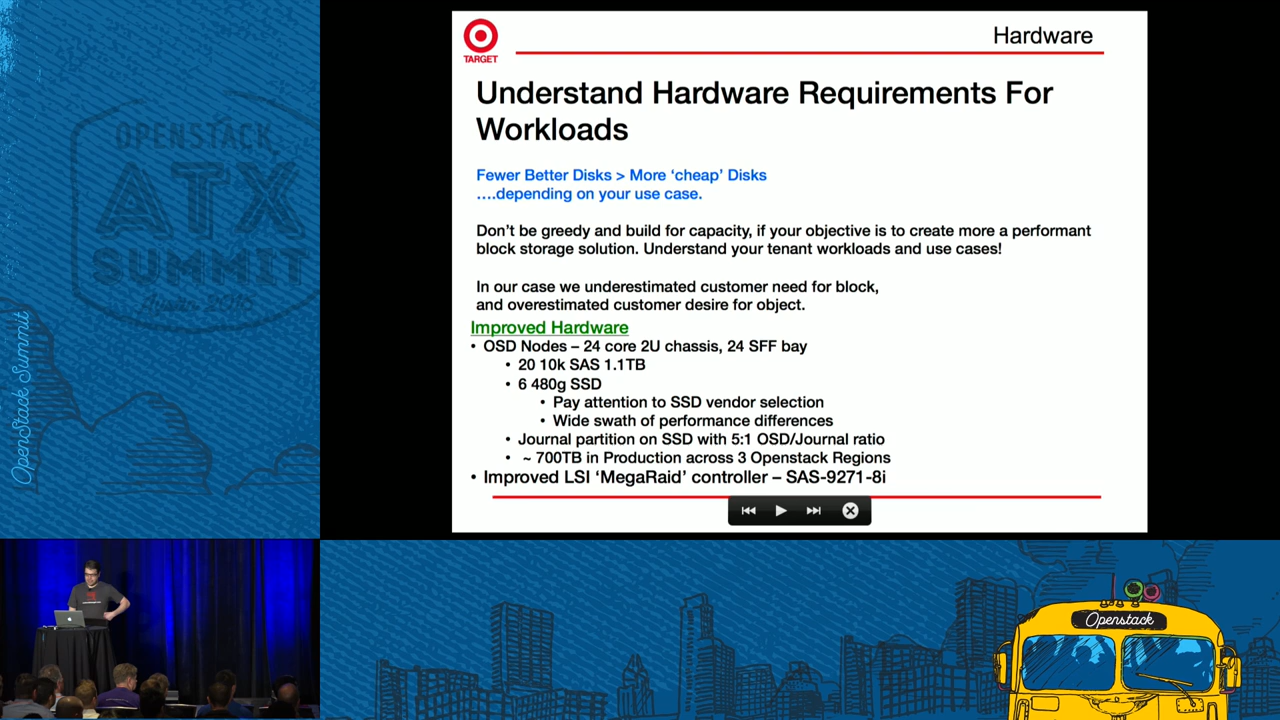 OPENSTACK
ATX
SUMMIT
Austin 2016
OpenStack Summit
TARGET
Hardware
Understand Hardware Requirements For
Workloads
Fewer Better Disks > More ‘cheap’ Disks
….depending on your use case.
Don’t be greedy and build for capacity, if your objective is to create more a performant
block storage solution. Understand your tenant workloads and use cases!
In our case we underestimated customer need for block,
and overestimated customer desire for object.
Improved Hardware
• OSD Nodes – 24 core 2U chassis, 24 SFF bay
• 20 10k SAS 1.1TB
• 6 480g SSD
• Pay attention to SSD vendor selection
• Wide swath of performance differences
• Journal partition on SSD with 5:1 OSD/Journal ratio
• ~ 700TB in Production across 3 Openstack Regions
• Improved LSI ‘MegaRaid’ controller – SAS-9271-8i
Openstack